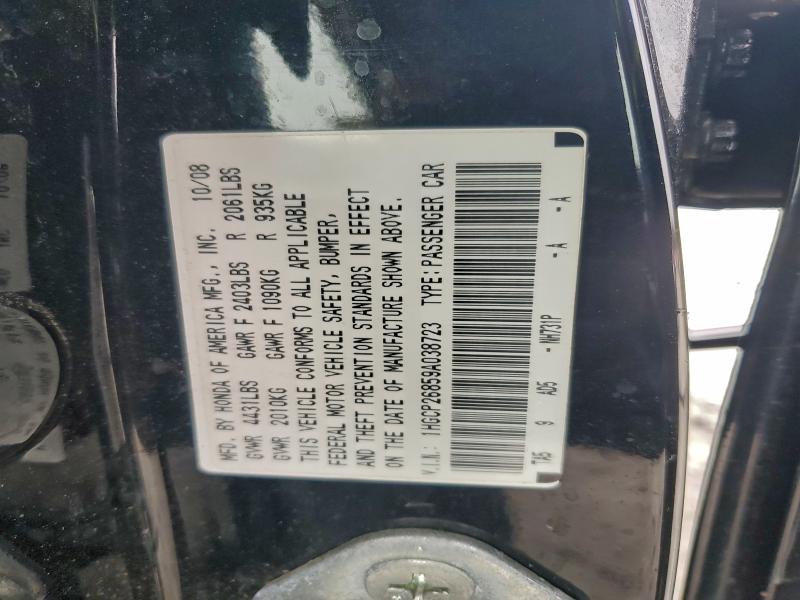 MFD. BY HONDA OF AMERICA MFG., INC. 10/08
GVWR 4431LBS GAWR F 2403LBS R 2061LBS
GVWR 2010KG GAWR F 1090KG R 935KG
THIS VEHICLE CONFORMS TO ALL APPLICABLE
FEDERAL MOTOR VEHICLE SAFETY, BUMPER,
AND THEFT PREVENTION STANDARDS IN EFFECT
ON THE DATE OF MANUFACTURE SHOWN ABOVE.
V.I.N.: 1HGCP26859A038723 TYPE: PASSENGER CAR
TA5 9 AD5 - NH731P - A - A